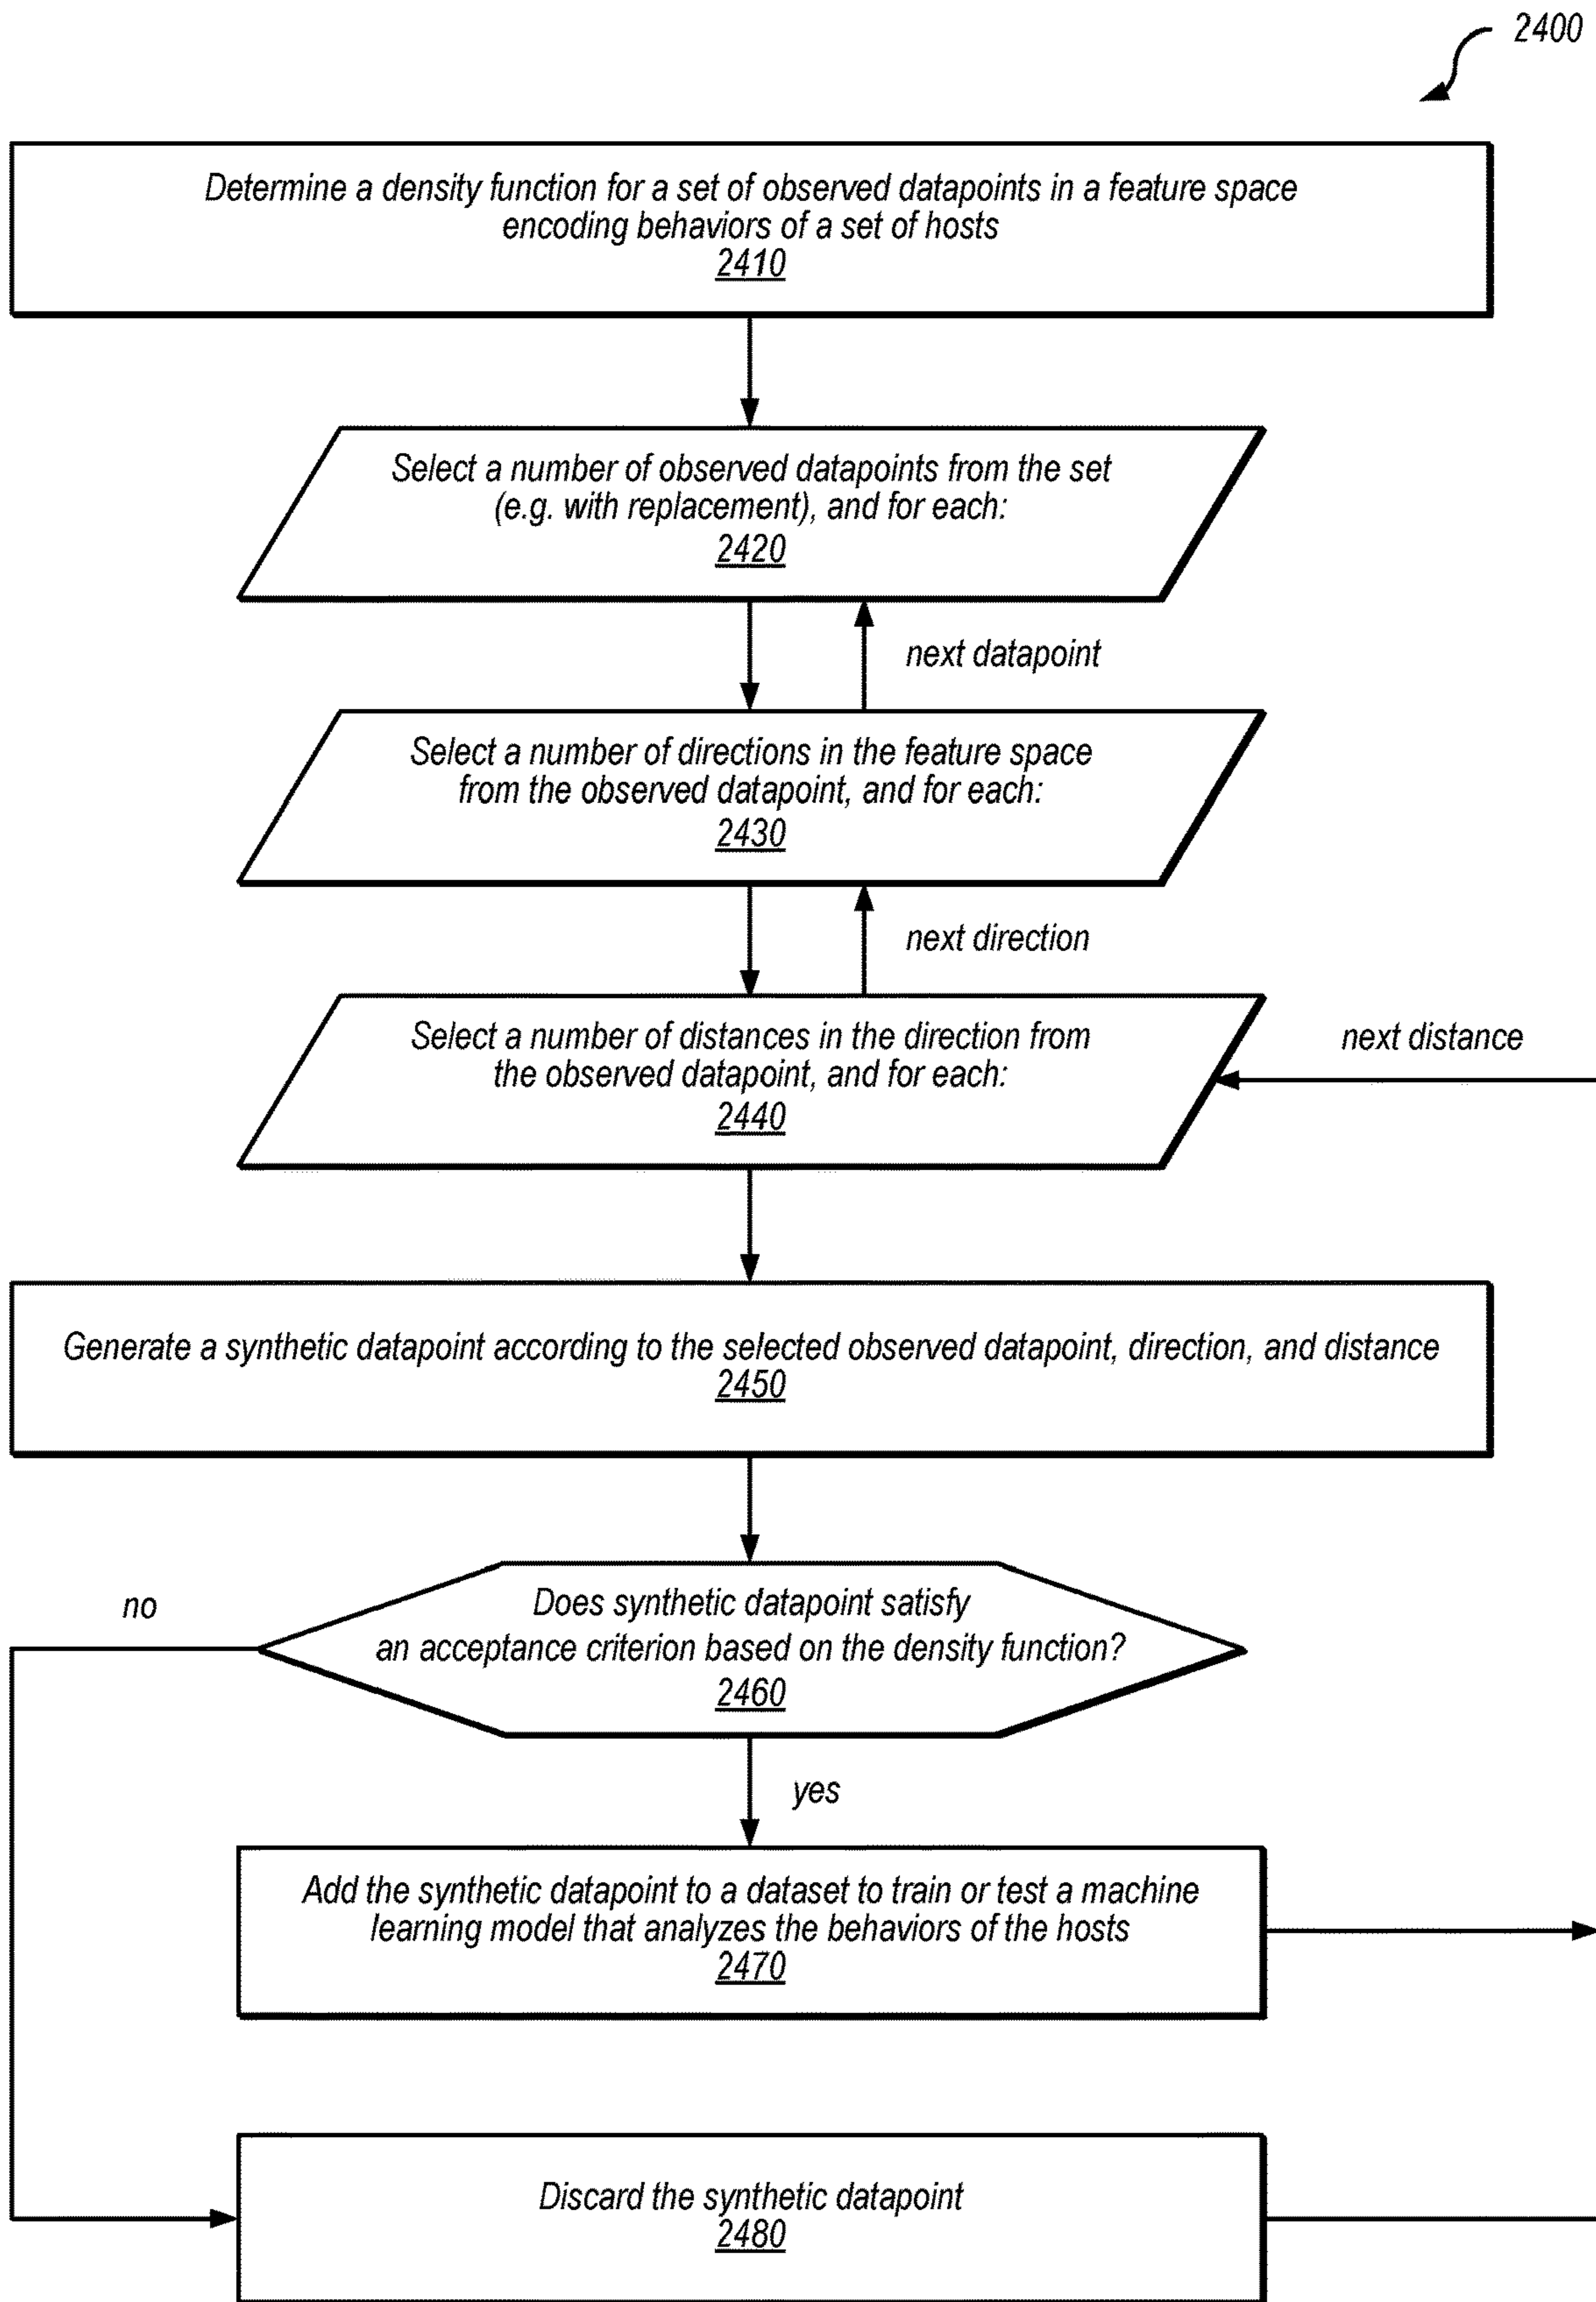 2400
Determine a density function for a set of observed datapoints in a feature space
encoding behaviors of a set of hosts
2410
Select a number of observed datapoints from the set
(e.g. with replacement), and for each:
2420
next datapoint
Select a number of directions in the feature space
from the observed datapoint, and for each:
2430
next direction
Select a number of distances in the direction from
the observed datapoint, and for each:
2440
next distance
Generate a synthetic datapoint according to the selected observed datapoint, direction, and distance
2450
no
Does synthetic datapoint satisfy
an acceptance criterion based on the density function?
2460
yes
Add the synthetic datapoint to a dataset to train or test a machine
learning model that analyzes the behaviors of the hosts
2470
Discard the synthetic datapoint
2480